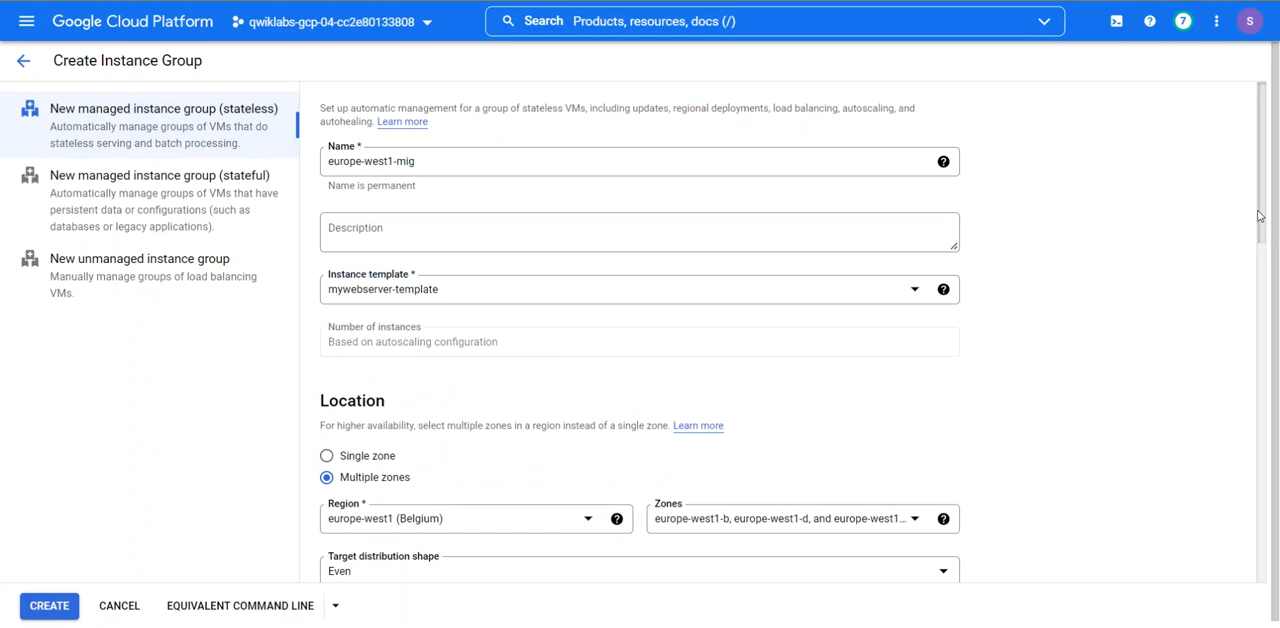 Google Cloud Platform
qwiklabs-gcp-04-cc2e80133808
Search Products, resources, docs (/)
7
S
Create Instance Group
New managed instance group (stateless)
Automatically manage groups of VMs that do
stateless serving and batch processing.
New managed instance group (stateful)
Automatically manage groups of VMs that have
persistent data or configurations (such as
databases or legacy applications).
New unmanaged instance group
Manually manage groups of load balancing
VMs.
Set up automatic management for a group of stateless VMs, including updates, regional deployments, load balancing, autoscaling, and
autohealing. Learn more
Name *
europe-west1-mig
Name is permanent
Description
Instance template *
mywebserver-template
Number of instances
Based on autoscaling configuration
Location
For higher availability, select multiple zones in a region instead of a single zone. Learn more
Single zone
Multiple zones
Region *
europe-west1 (Belgium)
Zones
europe-west1-b, europe-west1-d, and europe-west1...
Target distribution shape
Even
CREATE
CANCEL
EQUIVALENT COMMAND LINE